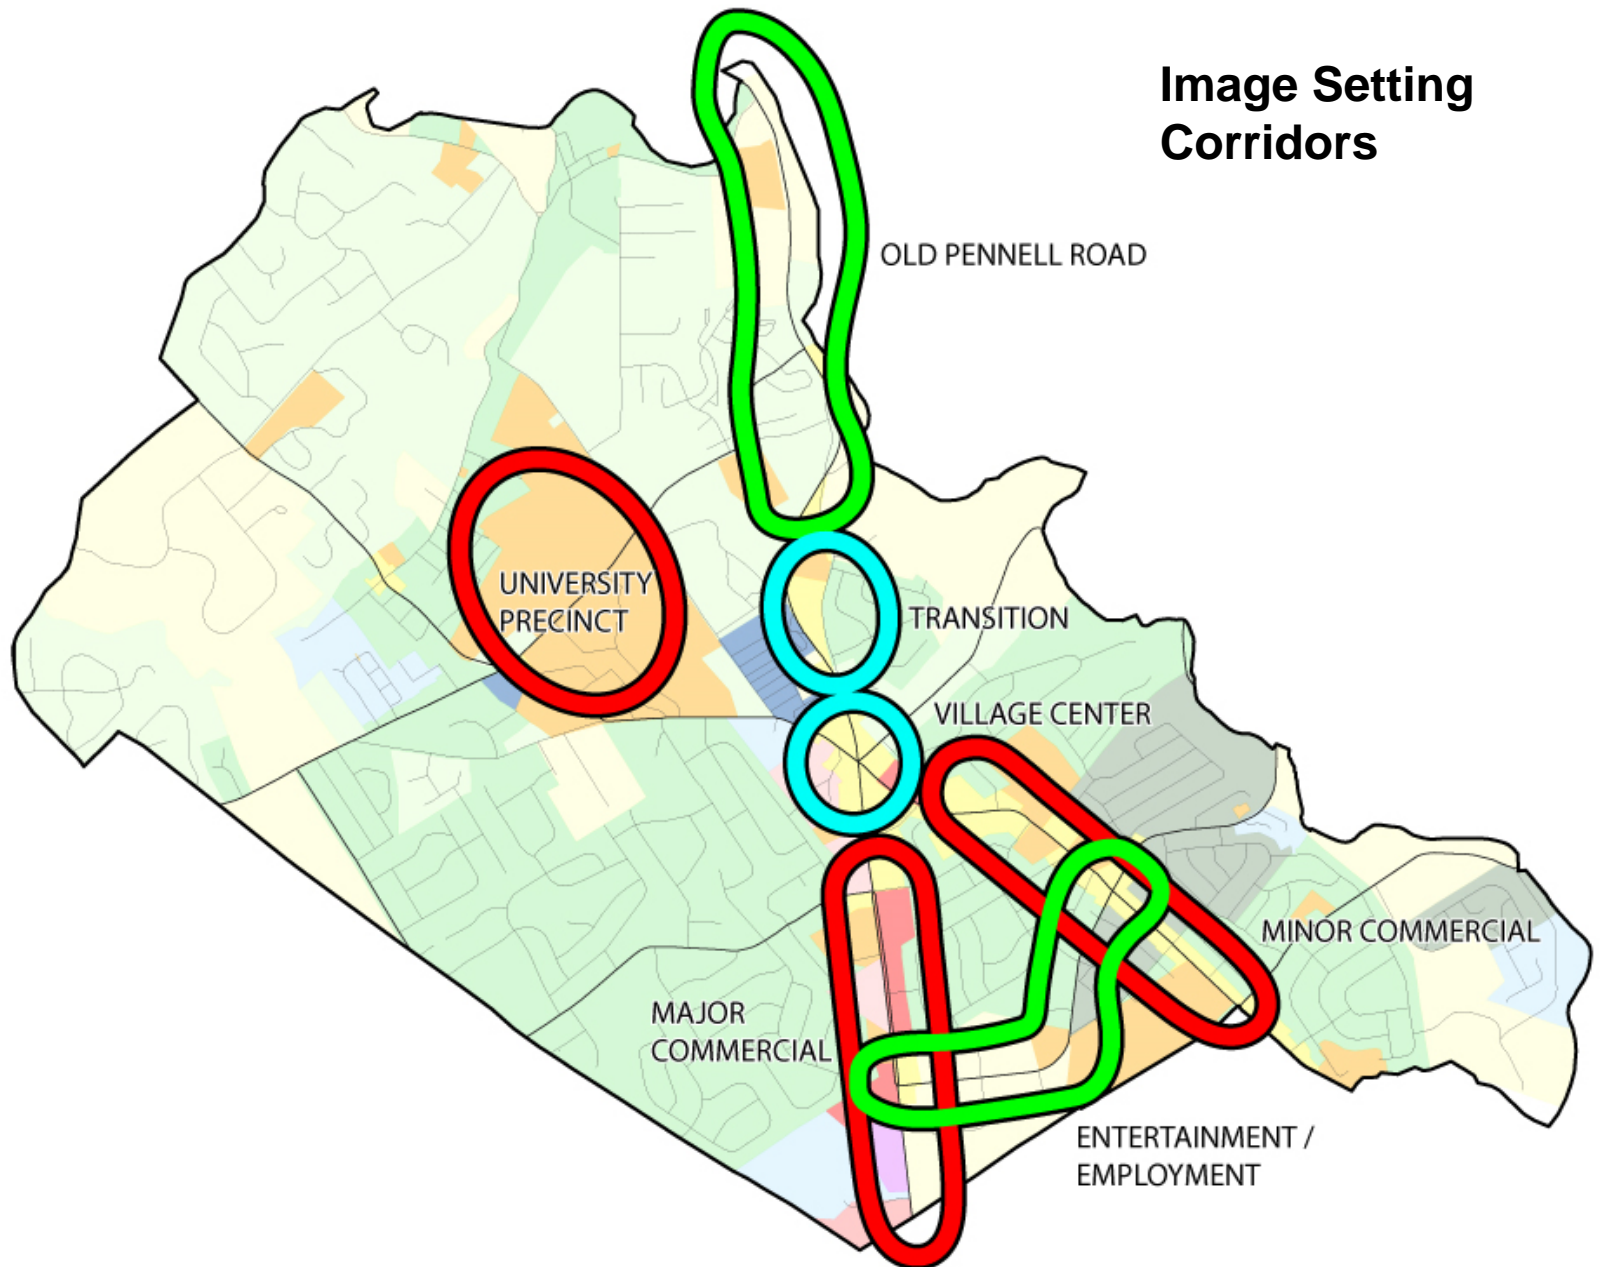 Image Setting
Corridors
OLD PENNELL ROAD
UNIVERSITY
PRECINCT
TRANSITION
VILLAGE CENTER
MINOR COMMERCIAL
MAJOR
COMMERCIAL
ENTERTAINMENT /
EMPLOYMENT